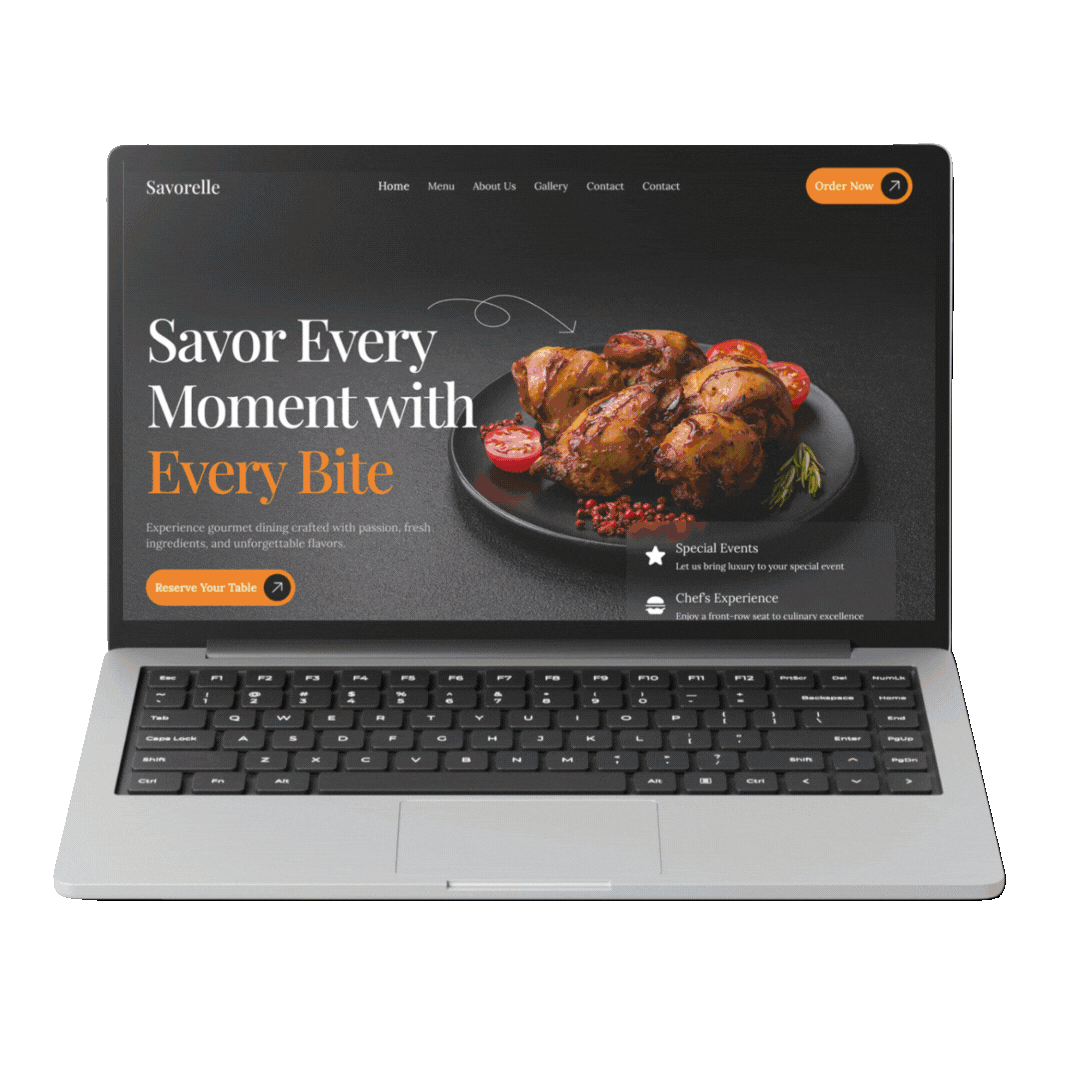 Savorelle
Home Menu About Us Gallery Contact Contact
Order Now
Savor Every
Moment with
Every Bite
Experience gourmet dining crafted with passion, fresh
ingredients, and unforgettable flavors.
Reserve Your Table
Special Events
Let us bring luxury to your special event
Chef's Experience
Enjoy a front-row seat to culinary excellence
Esc F1 F2 F3 F4 F5 F6 F7 F8 F9 F10 F11 F12 PrtScr Del NumLk
~ ! @ # $ % ^ & * ( ) — +
` 1 2 3 4 5 6 7 8 9 0 - = Backspace Home
Tab Q W E R T Y U I O P { } \ End
Caps Lock A S D F G H J K L Enter PgUp
Shift Z X C V B N M ? / Shift PgDn
Ctrl Fn Alt Alt Ctrl < >